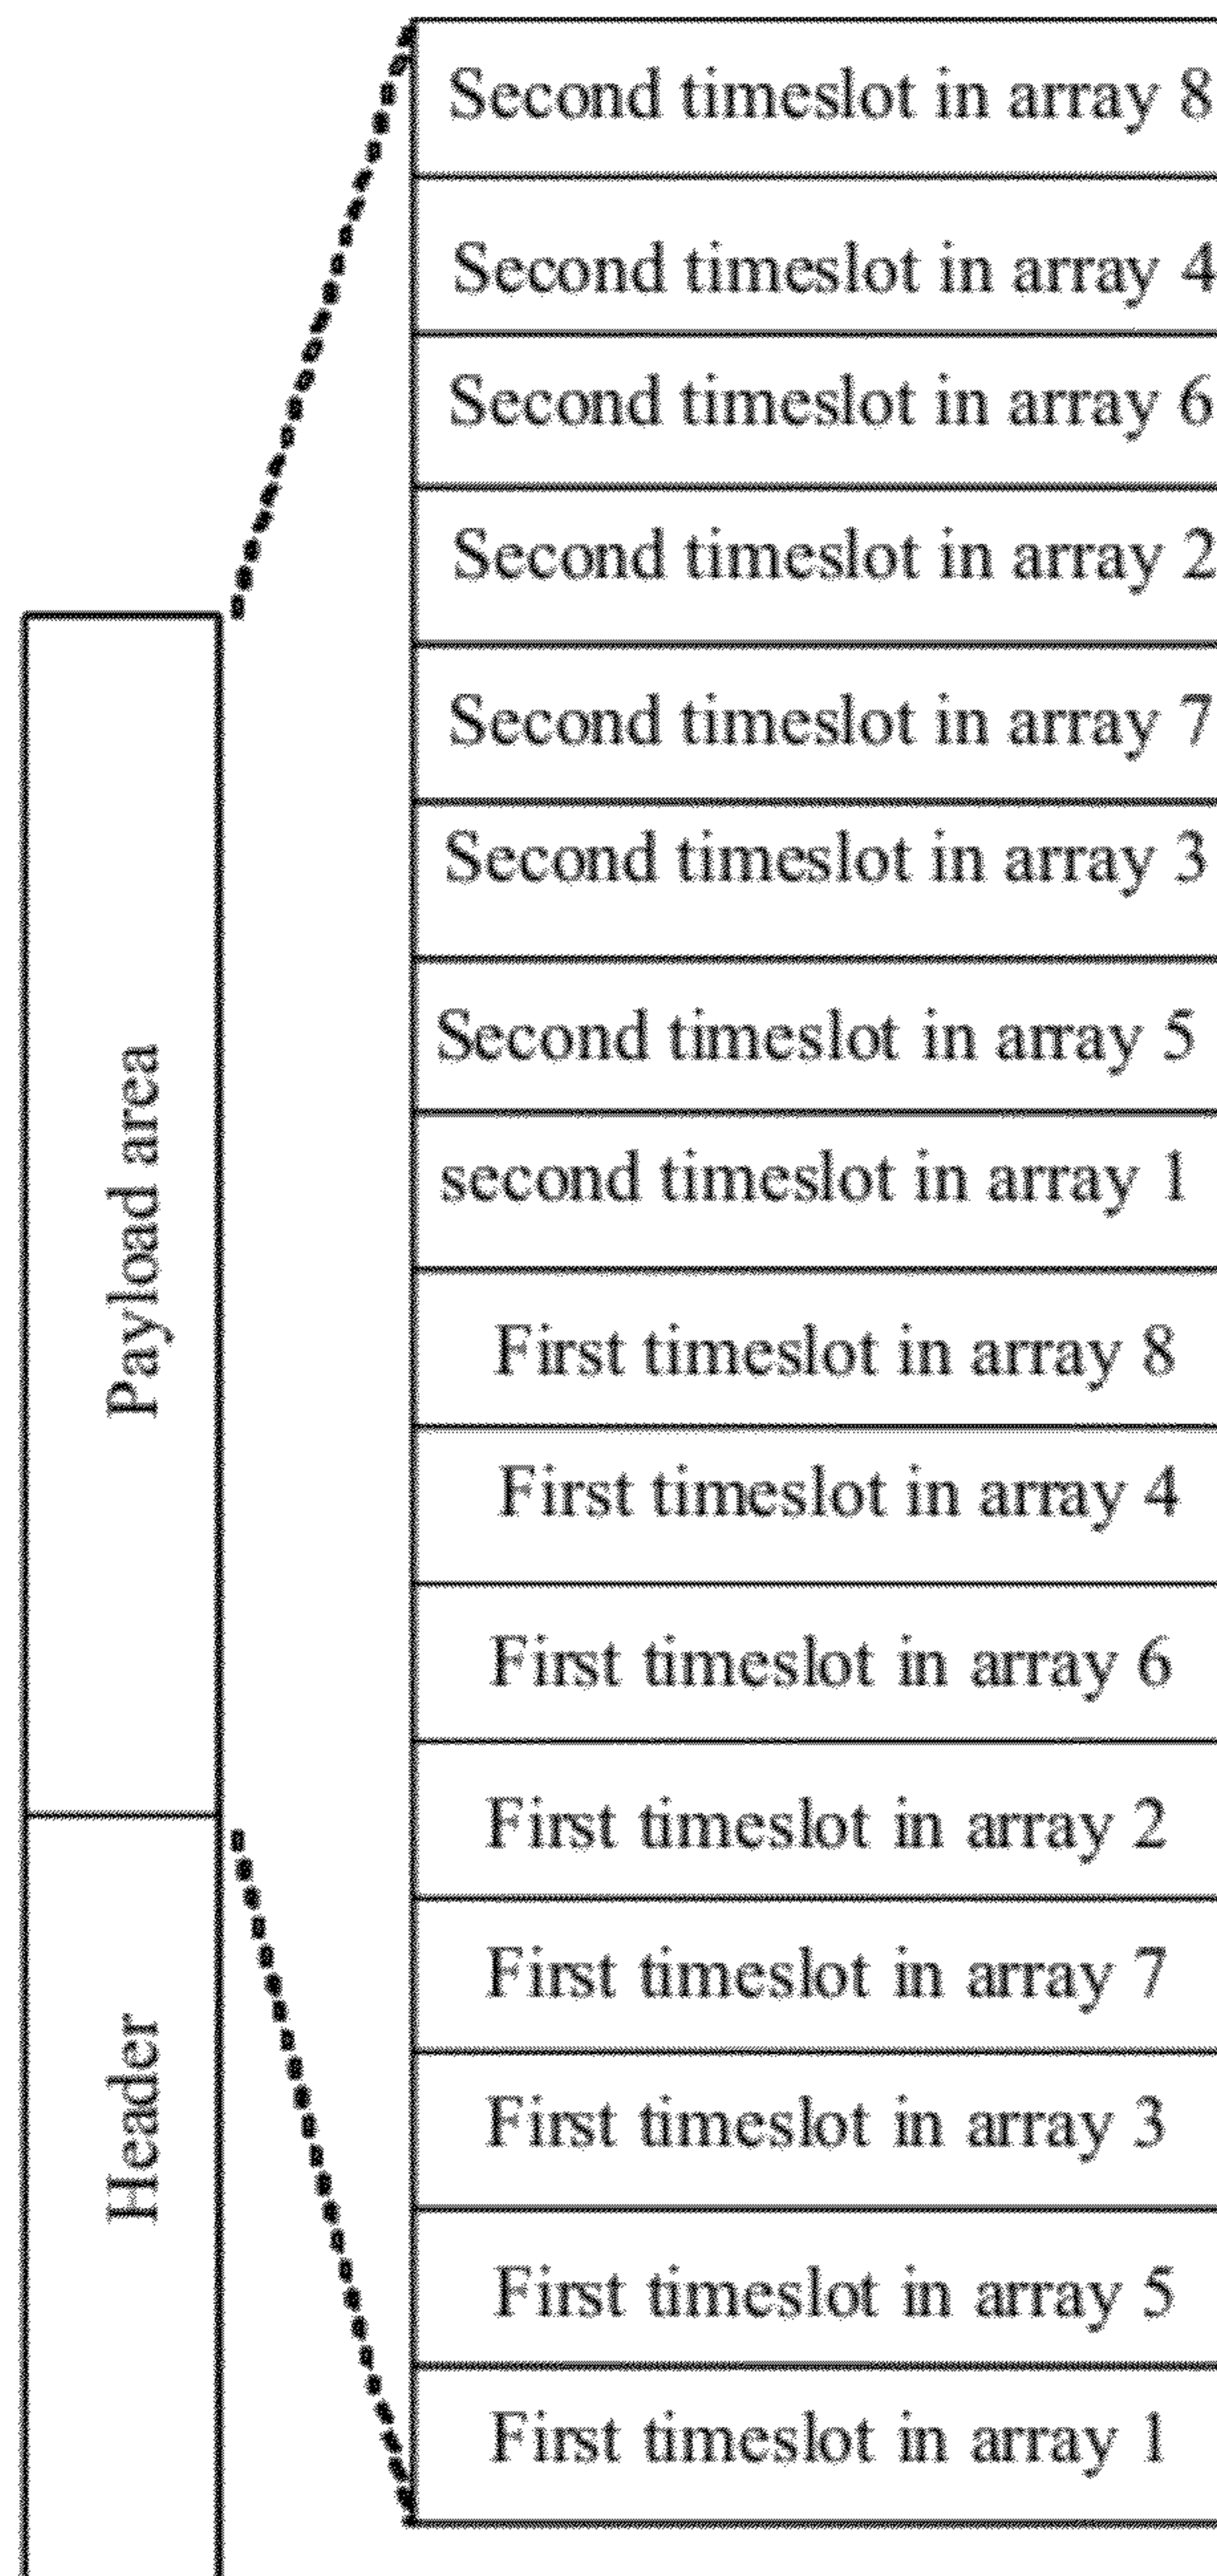 Second timeslot in array 8
Second timeslot in array 4
Second timeslot in array 6
Second timeslot in array 2
Second timeslot in array 7
Second timeslot in array 3
Second timeslot in array 5
second timeslot in array 1
First timeslot in array 8
First timeslot in array 4
First timeslot in array 6
First timeslot in array 2
First timeslot in array 7
First timeslot in array 3
First timeslot in array 5
First timeslot in array 1
Payload area
Header